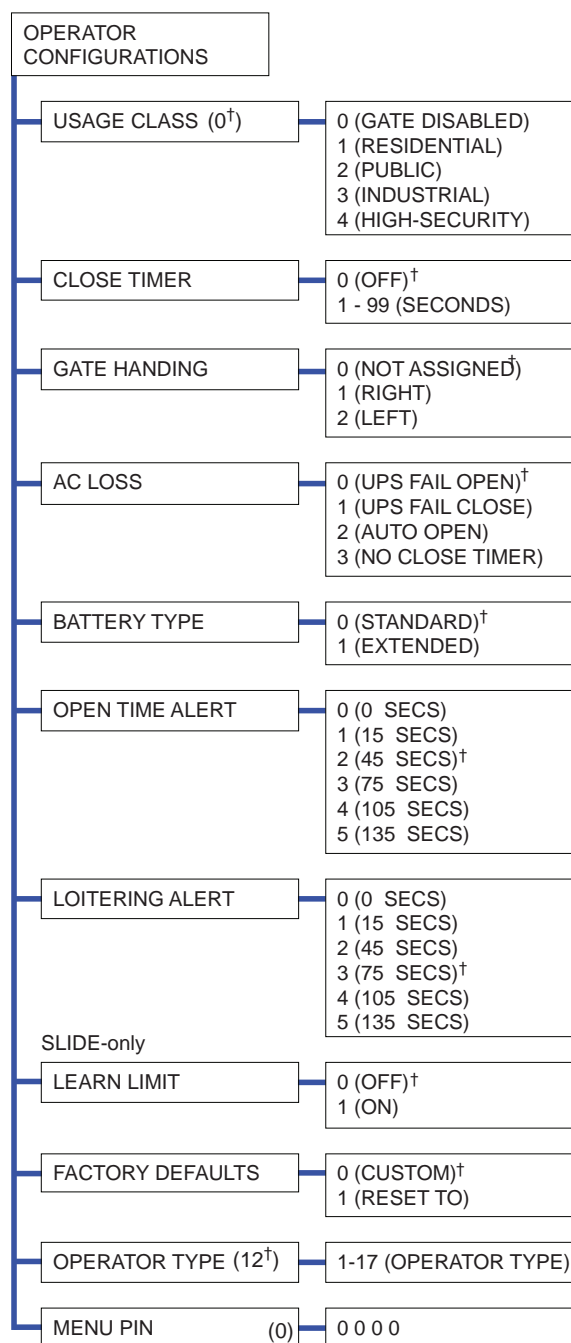 OPERATOR
CONFIGURATIONS
USAGE CLASS (0†)
0 (GATE DISABLED)
1 (RESIDENTIAL)
2 (PUBLIC)
3 (INDUSTRIAL)
4 (HIGH-SECURITY)
CLOSE TIMER
0 (OFF)†
1 - 99 (SECONDS)
GATE HANDING
0 (NOT ASSIGNED†)
1 (RIGHT)
2 (LEFT)
AC LOSS
0 (UPS FAIL OPEN)†
1 (UPS FAIL CLOSE)
2 (AUTO OPEN)
3 (NO CLOSE TIMER)
BATTERY TYPE
0 (STANDARD)†
1 (EXTENDED)
OPEN TIME ALERT
0 (0 SECS)
1 (15 SECS)
2 (45 SECS)†
3 (75 SECS)
4 (105 SECS)
5 (135 SECS)
LOITERING ALERT
0 (0 SECS)
1 (15 SECS)
2 (45 SECS)
3 (75 SECS)†
4 (105 SECS)
5 (135 SECS)
SLIDE-only
LEARN LIMIT
0 (OFF)†
1 (ON)
FACTORY DEFAULTS
0 (CUSTOM)†
1 (RESET TO)
OPERATOR TYPE (12†)
1-17 (OPERATOR TYPE)
MENU PIN (0)
0 0 0 0